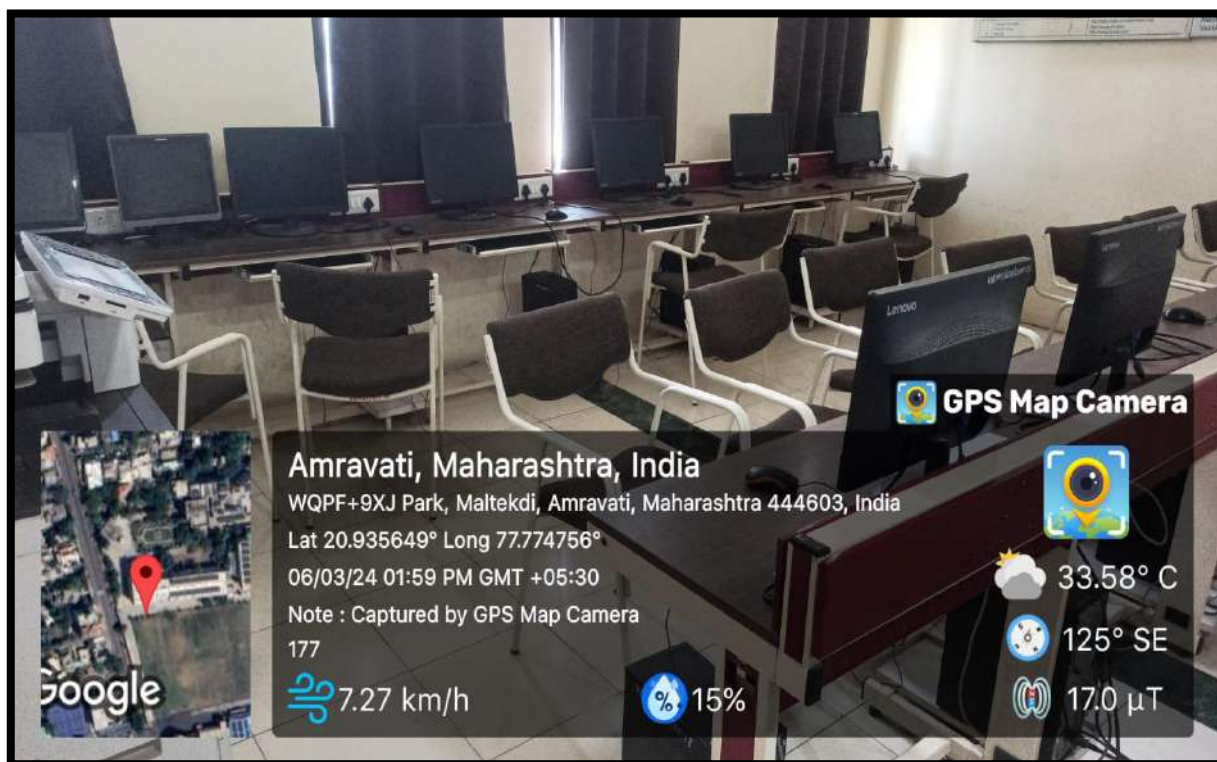 Lenovo
Lenovo
GPS Map Camera
Amravati, Maharashtra, India
WQPF+9XJ Park, Maltekdi, Amravati, Maharashtra 444603, India
Lat 20.935649° Long 77.774756°
06/03/24 01:59 PM GMT +05:30
Note : Captured by GPS Map Camera
177
7.27 km/h
15%
33.58° C
125° SE
17.0 µT
Google